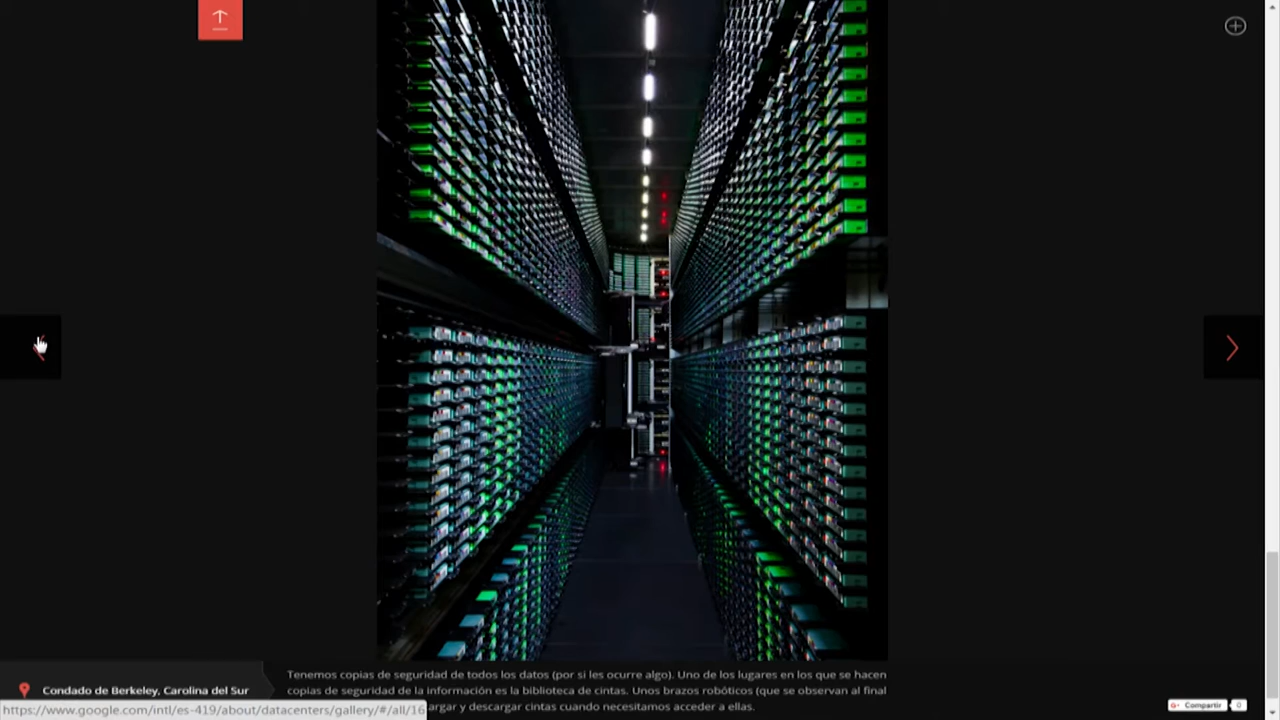 Tenemos copias de seguridad de todos los datos (por si les ocurre algo). Uno de los lugares en los que se hacen
Condado de Berkeley, Carolina del Sur
copias de seguridad de la información es la biblioteca de cintas. Unos brazos robóticos (que se observan al final
https://www.google.com/intl/es-419/about/datacenters/gallery/#/all/16
argar y descargar cintas cuando necesitamos acceder a ellas.
G+ Compartir 0